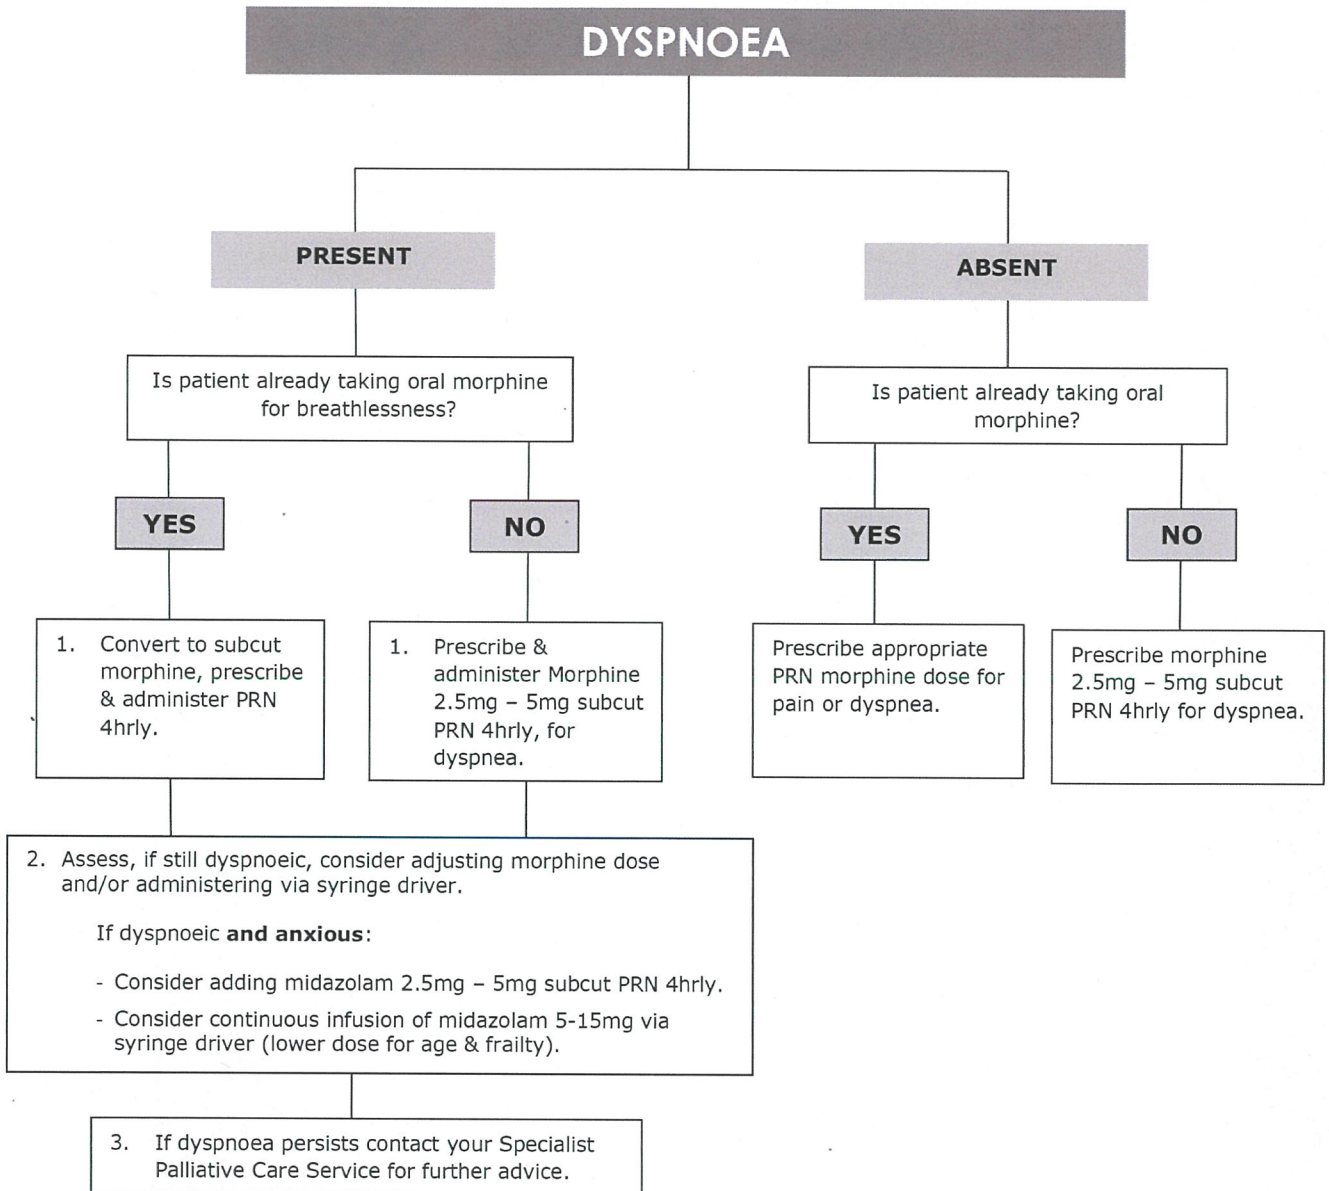 DYSPNOEA
PRESENT
ABSENT
Is patient already taking oral morphine
for breathlessness?
Is patient already taking oral
morphine?
YES
NO
YES
NO
1. Convert to subcut
morphine, prescribe
& administer PRN
4hrly.
1. Prescribe &
administer Morphine
2.5mg – 5mg subcut
PRN 4hrly, for
dyspnea.
Prescribe appropriate
PRN morphine dose for
pain or dyspnea.
Prescribe morphine
2.5mg – 5mg subcut
PRN 4hrly for dyspnea.
2. Assess, if still dyspnoeic, consider adjusting morphine dose
and/or administering via syringe driver.
If dyspnoeic and anxious:
- Consider adding midazolam 2.5mg – 5mg subcut PRN 4hrly.
- Consider continuous infusion of midazolam 5-15mg via
syringe driver (lower dose for age & frailty).
3. If dyspnoea persists contact your Specialist
Palliative Care Service for further advice.